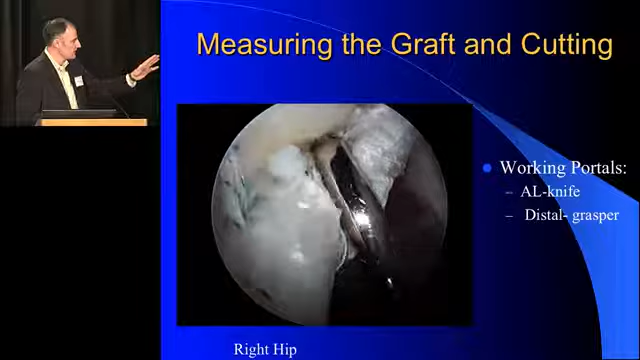 Measuring the Graft and Cutting
Working Portals:
– AL-knife
– Distal- grasper
Right Hip